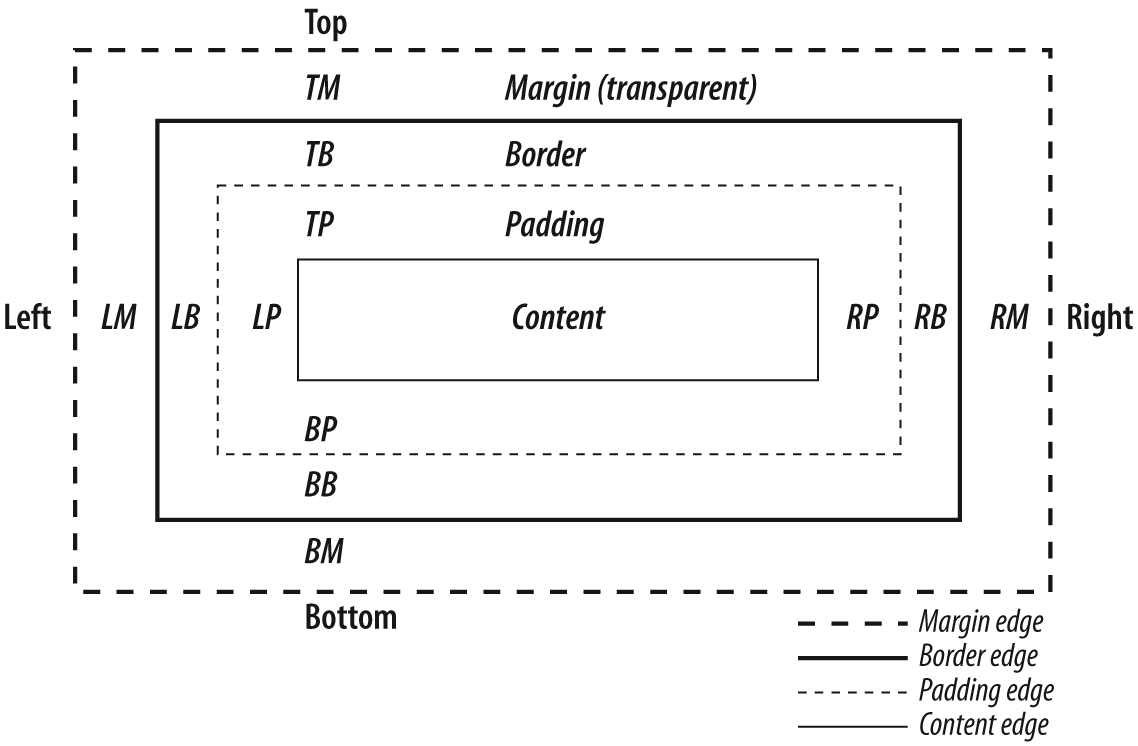 Top
TM Margin (transparent)
TB Border
TP Padding
Left LM LB LP Content RP RB RM Right
BP
BB
BM
Bottom
Margin edge
Border edge
Padding edge
Content edge